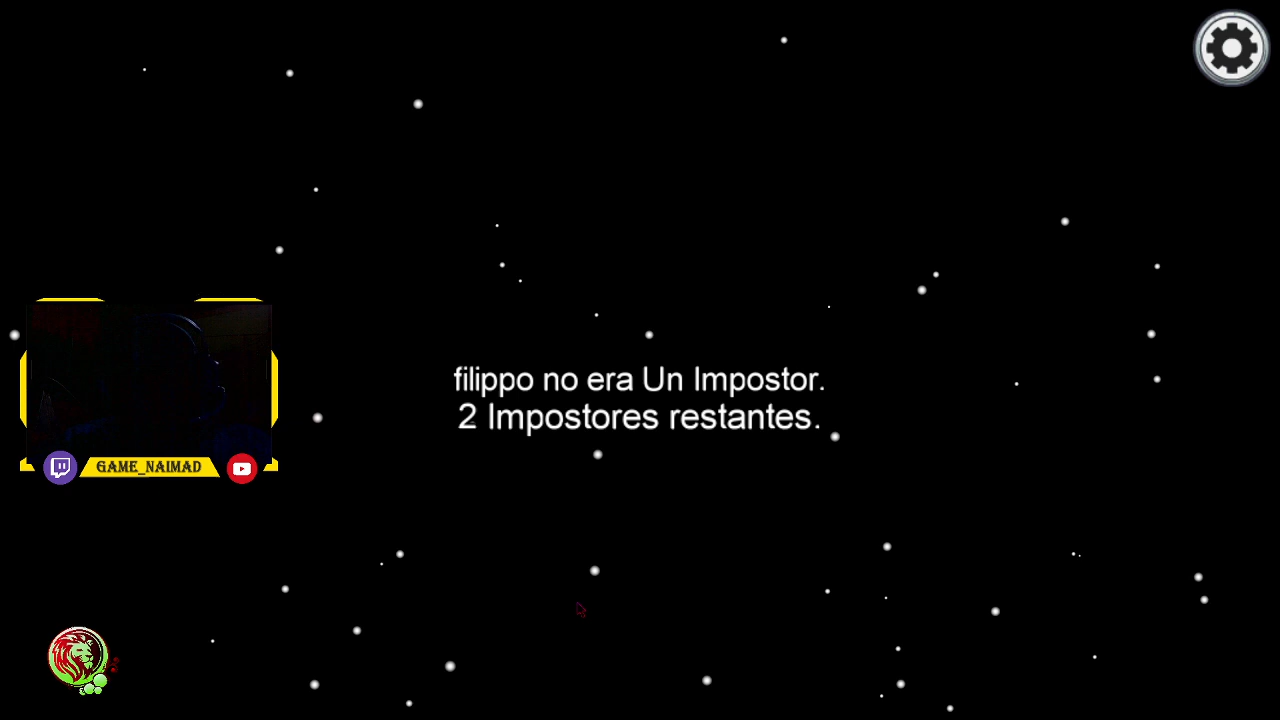 filippo no era Un Impostor.
2 Impostores restantes.
GAME_NAIMAD